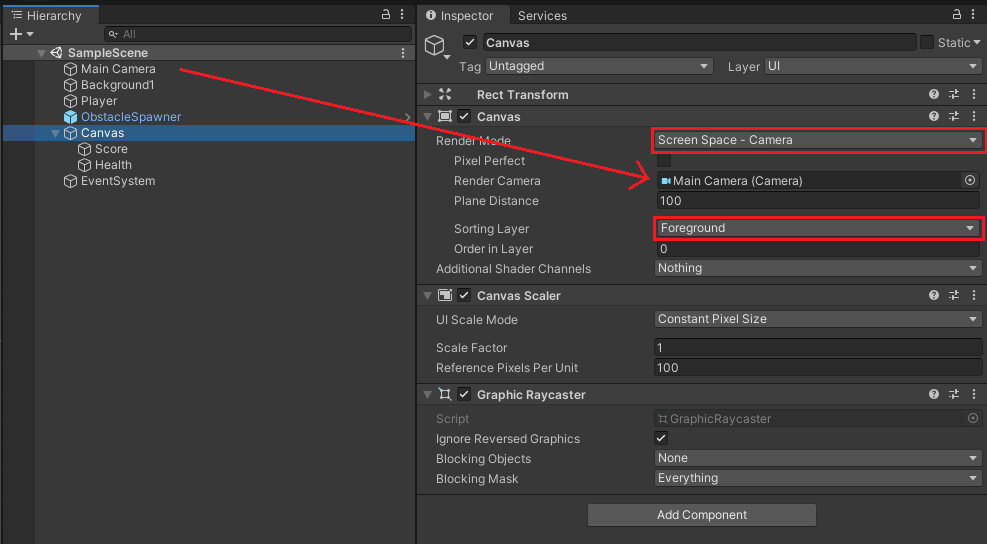 Hierarchy
All
SampleScene
Main Camera
Background1
Player
ObstacleSpawner
Canvas
Score
Health
EventSystem
Inspector
Services
Canvas
Static
Tag Untagged
Layer UI
Rect Transform
Canvas
Render Mode Screen Space - Camera
Pixel Perfect
Render Camera Main Camera (Camera)
Plane Distance 100
Sorting Layer Foreground
Order in Layer 0
Additional Shader Channels Nothing
Canvas Scaler
UI Scale Mode Constant Pixel Size
Scale Factor 1
Reference Pixels Per Unit 100
Graphic Raycaster
Script GraphicRaycaster
Ignore Reversed Graphics
Blocking Objects None
Blocking Mask Everything
Add Component